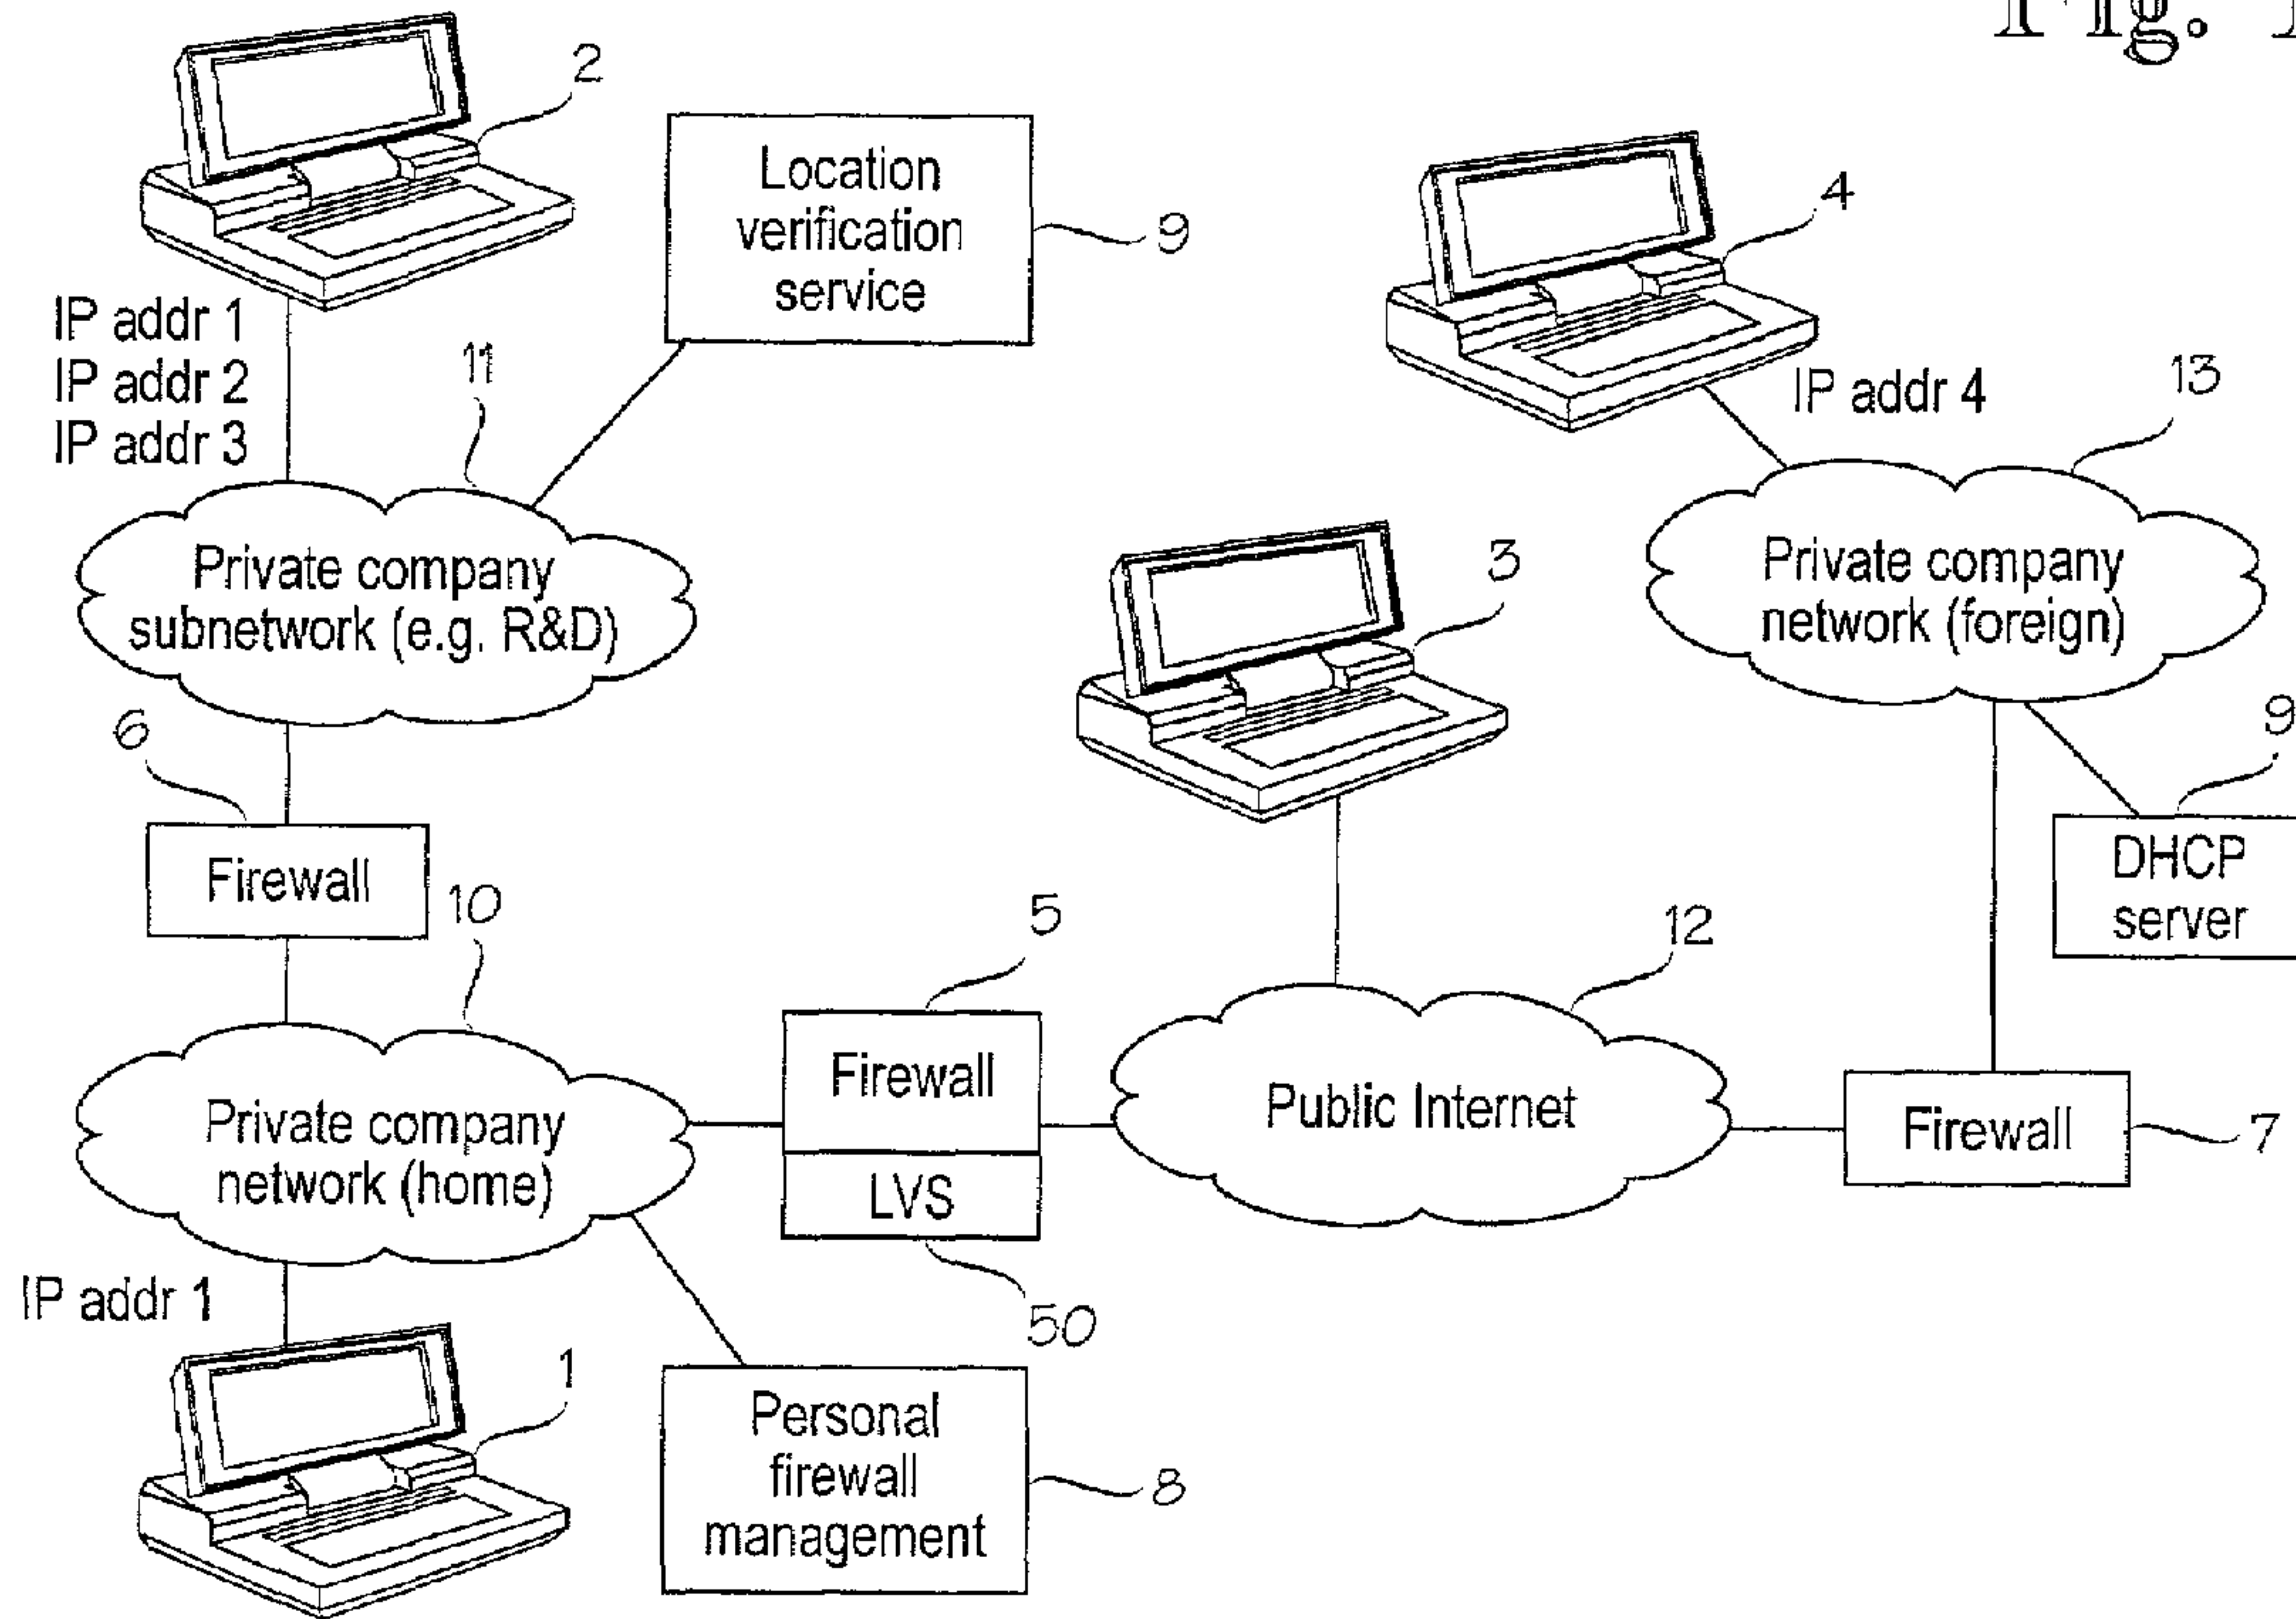 Fig. 1
2
Location
verification
service
9
4
IP addr 1
IP addr 2
IP addr 3
11
IP addr 4
13
Private company
subnetwork (e.g. R&D)
3
Private company
network (foreign)
6
9
Firewall
DHCP
server
10
5
12
Private company
network (home)
Firewall
LVS
Public Internet
Firewall
7
IP addr 1
50
1
Personal
firewall
management
8